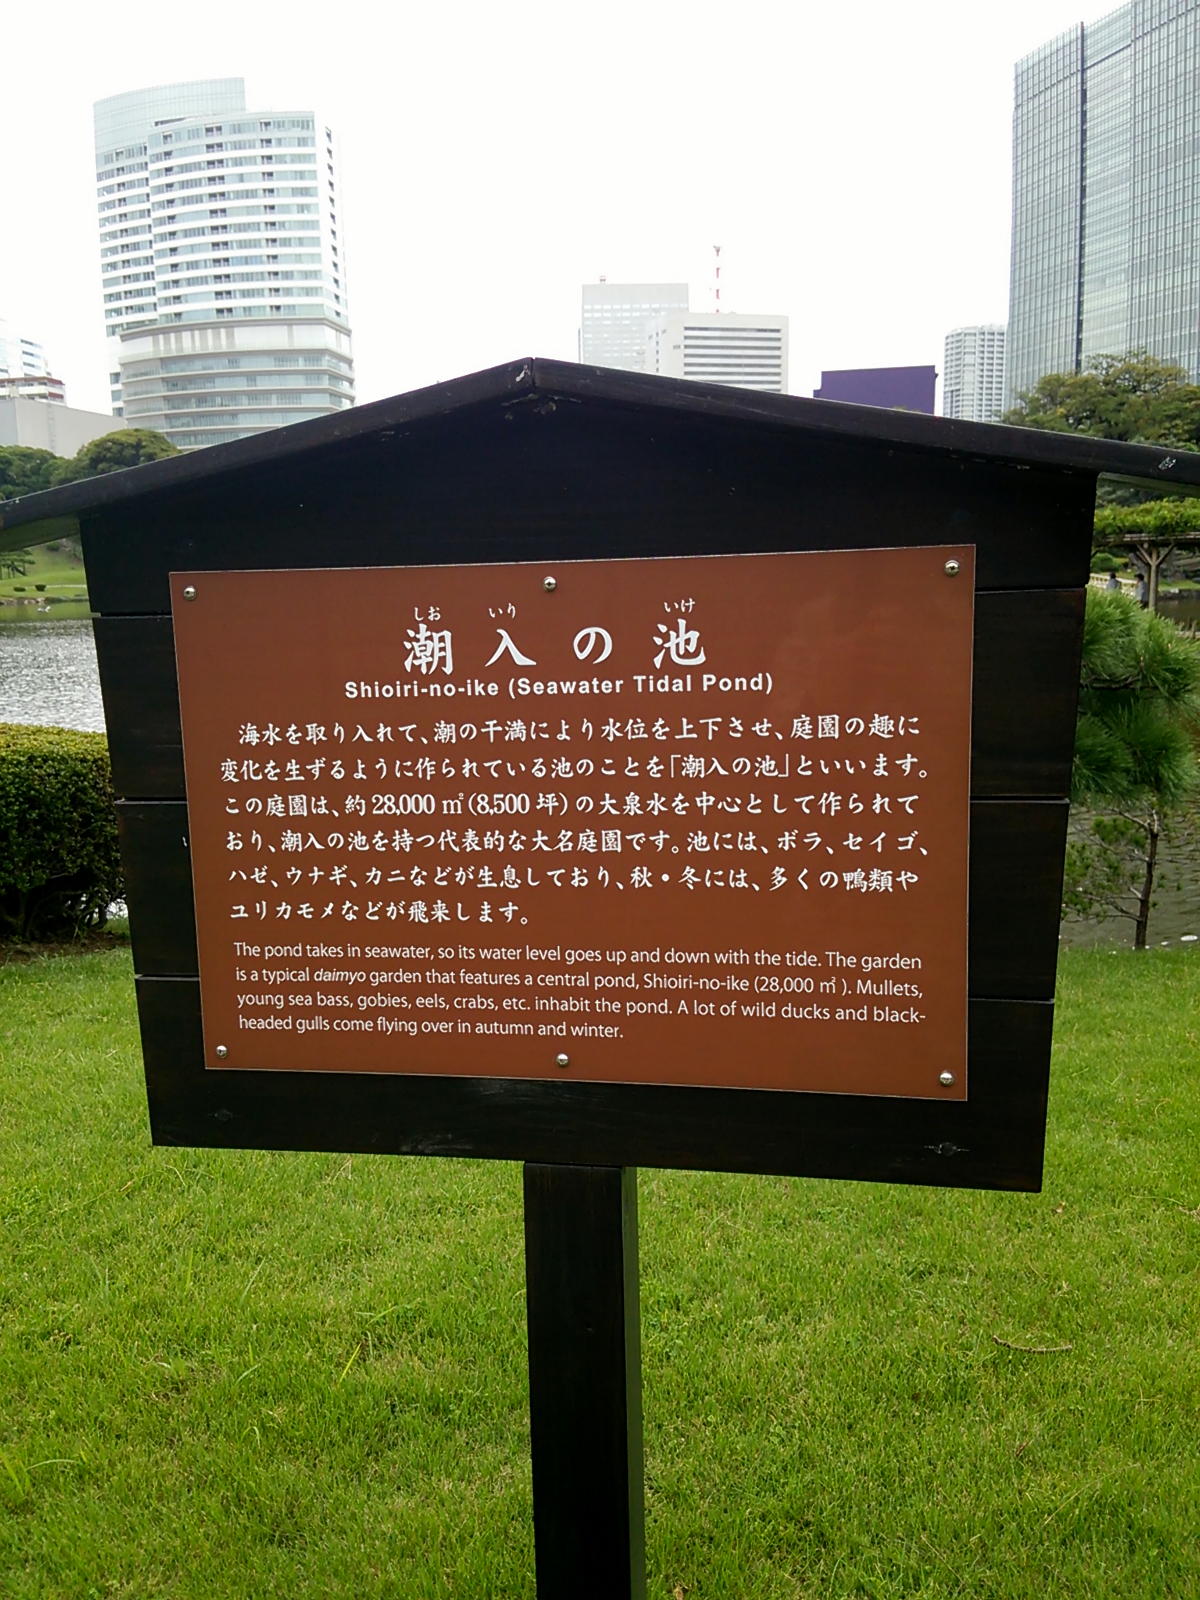 しお いり いけ
潮入の池
Shioiri-no-ike (Seawater Tidal Pond)
海水を取り入れて、潮の干満により水位を上下させ、庭園の趣に
変化を生ずるように作られている池のことを「潮入の池」といいます。
この庭園は、約28,000㎡(8,500坪)の大泉水を中心として作られて
おり、潮入の池を持つ代表的な大名庭園です。池には、ボラ、セイゴ、
ハゼ、ウナギ、カニなどが生息しており、秋・冬には、多くの鴨類や
ユリカモメなどが飛来します。
The pond takes in seawater, so its water level goes up and down with the tide. The garden
is a typical daimyo garden that features a central pond, Shioiri-no-ike (28,000 ㎡ ). Mullets,
young sea bass, gobies, eels, crabs, etc. inhabit the pond. A lot of wild ducks and black-
headed gulls come flying over in autumn and winter.